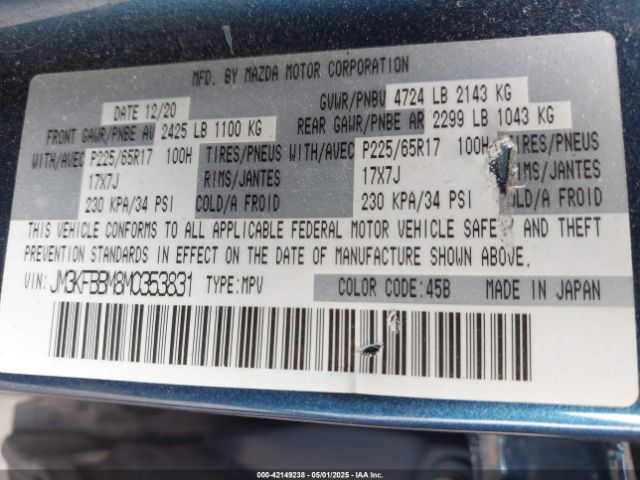 MFD. BY MAZDA MOTOR CORPORATION
DATE 12/20 GVWR/PNBV 4724 LB 2143 KG
FRONT GAWR/PNBE AV 2425 LB 1100 KG REAR GAWR/PNBE AR 2299 LB 1043 KG
WITH/AVEC P225/65R17 100H TIRES/PNEUS WITH/AVEC P225/65R17 100H TIRES/PNEUS
17X7J RIMS/JANTES 17X7J RIMS/JANTES
230 KPA/34 PSI COLD/A FROID 230 KPA/34 PSI COLD/A FROID
THIS VEHICLE CONFORMS TO ALL APPLICABLE FEDERAL MOTOR VEHICLE SAFETY AND THEFT
PREVENTION STANDARDS IN EFFECT ON THE DATE OF MANUFACTURE SHOWN ABOVE.
VIN: JM3KFBBM8M0353831 TYPE:MPV COLOR CODE:45B MADE IN JAPAN
000-42149238 - 05/01/2025 - IAAI.COM